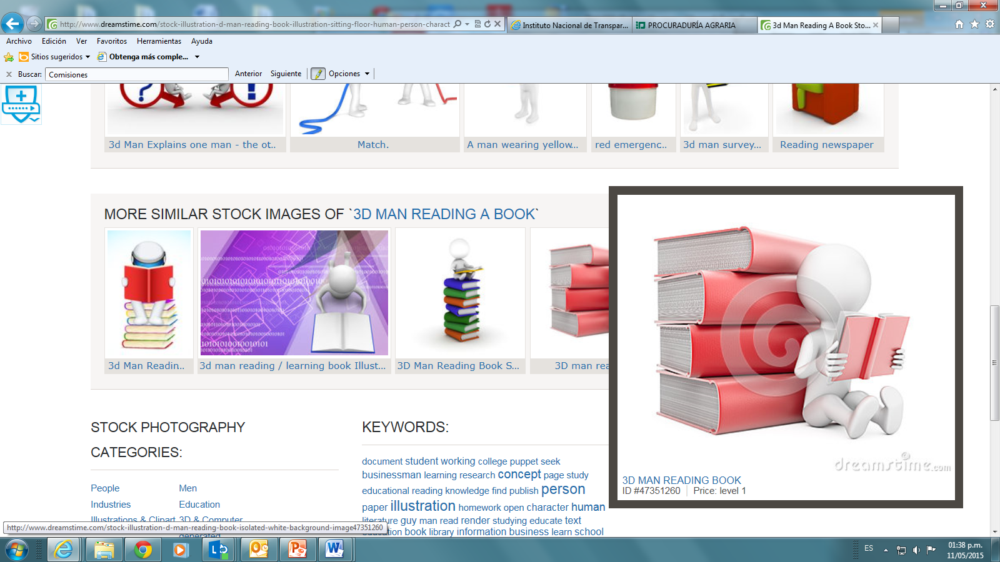 http://www.dreamstime.com/stock-illustration-d-man-reading-book-illustration-sitting-floor-human-person-charact
Instituto Nacional de Transpar...
PROCURADURÍA AGRARIA
3d Man Reading A Book Sto...
Archivo Edición Ver Favoritos Herramientas Ayuda
Sitios sugeridos
Obtenga más comple...
Buscar: Comisiones Anterior Siguiente Opciones
3d Man Explains one man - the ot..
Match.
A man wearing yellow...
red emergenc..
3d man survey...
Reading newspaper
MORE SIMILAR STOCK IMAGES OF `3D MAN READING A BOOK`
3d Man Readin..
3d man reading / learning book Illust...
3D Man Reading Book S...
3D man rea
dreamstime.com
3D MAN READING BOOK
ID #47351260 Price: level 1
STOCK PHOTOGRAPHY
CATEGORIES:
People Men
Industries Education
Illustrations & Clipart 3D & Computer
generated
KEYWORDS:
document student working college puppet seek
businessman learning research concept page study
educational reading knowledge find publish person
paper illustration homework open character human
literature guy man read render studying educate text
education book library information business learn school
http://www.dreamstime.com/stock-illustration-d-man-reading-book-isolated-white-background-image47351260
ES
01:38 p.m.
11/05/2015